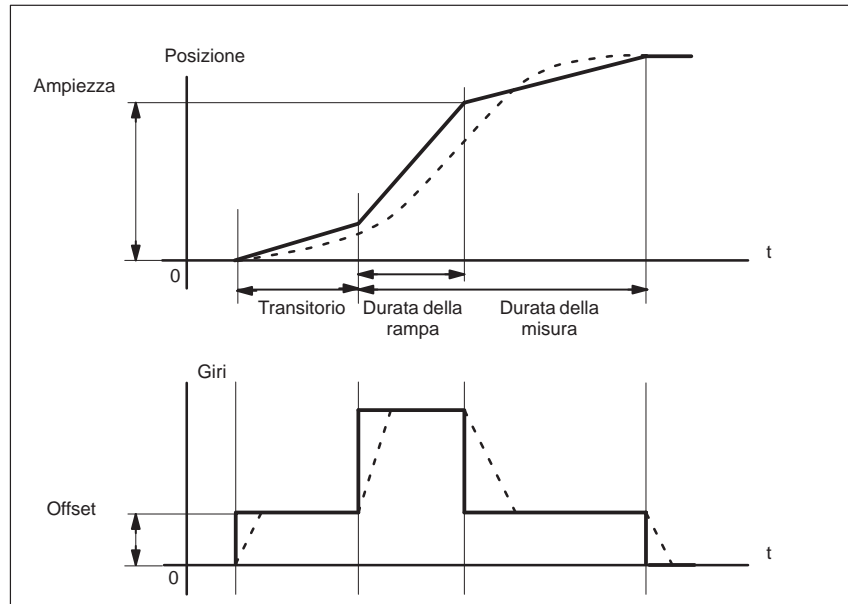 Posizione
Ampiezza
t
0
Transitorio
Durata della
rampa
Durata della
misura
Giri
Offset
t
0